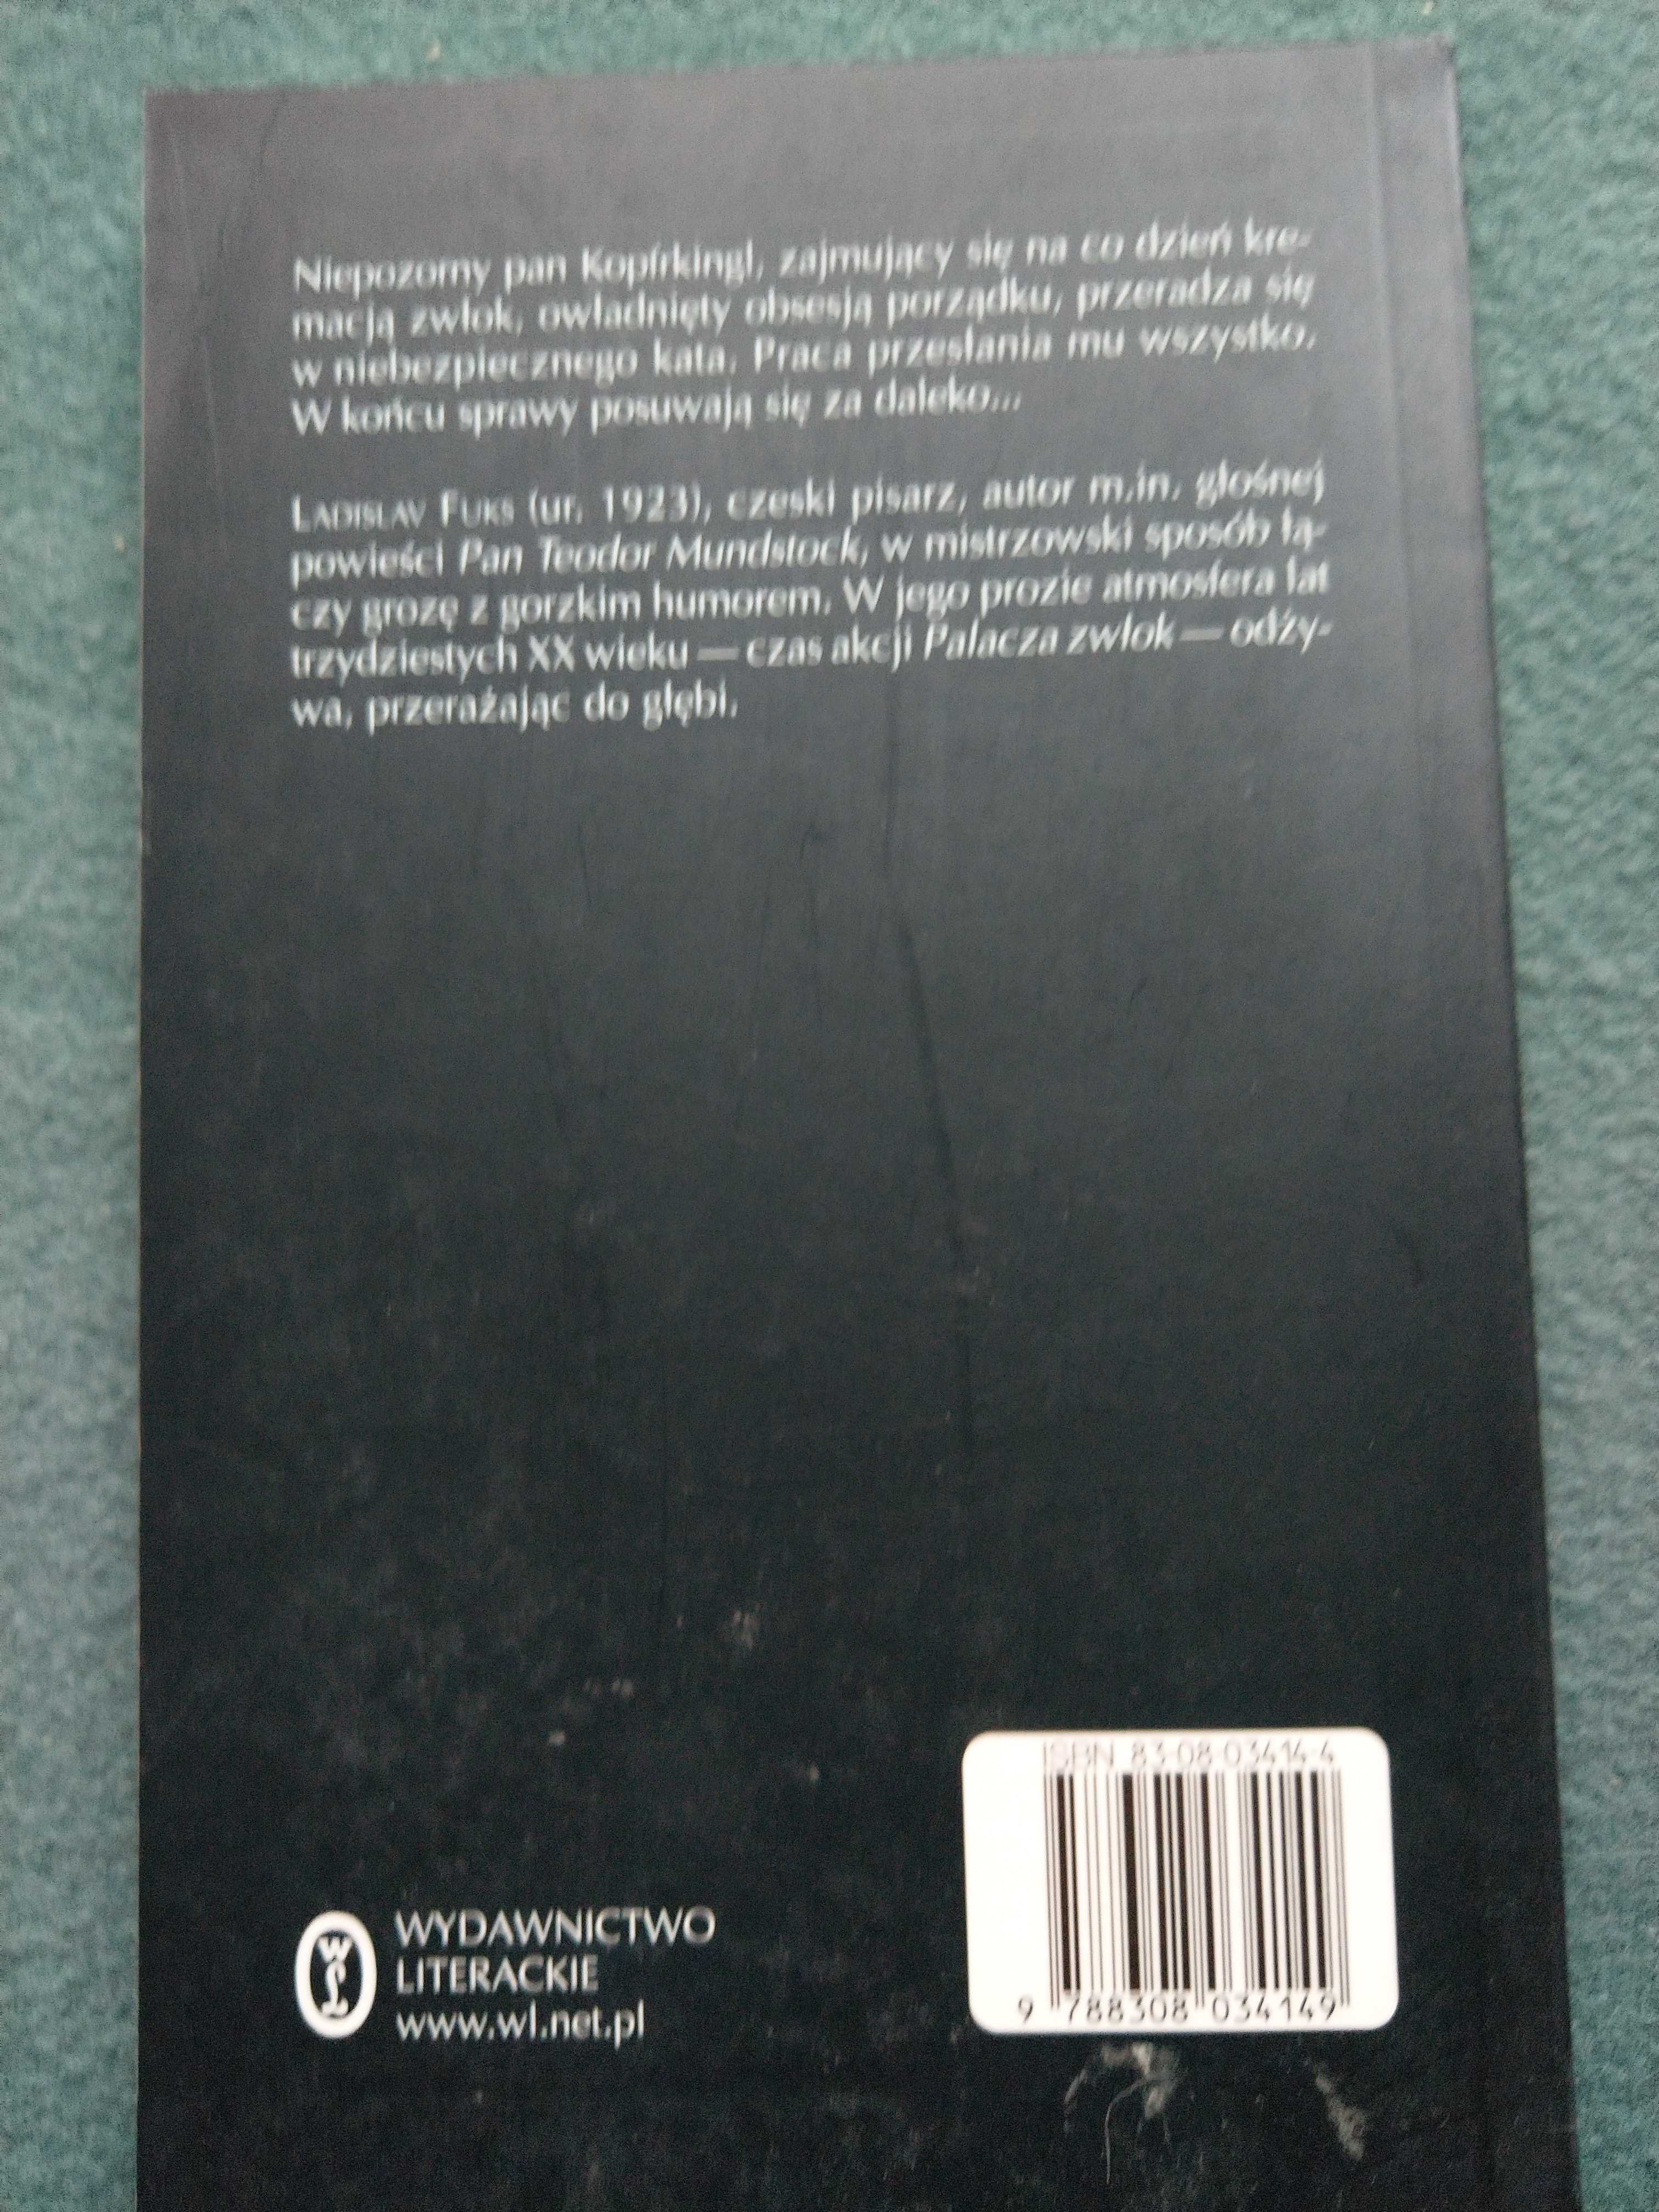 Niepozorny pan Kopfrkingl, zajmujący się na co dzień kre-
macją zwłok, owładnięty obsesją porządku, przeradza się
w niebezpiecznego kata. Praca przesłania mu wszystko.
W końcu sprawy posuwają się za daleko...
LADISLAV FUKS (ur. 1923), czeski pisarz, autor m.in. głośnej
powieści Pan Teodor Mundstock, w mistrzowski sposób łą-
czy grozę z gorzkim humorem. W jego prozie atmosfera lat
trzydziestych XX wieku — czas akcji Palacza zwłok — odży-
wa, przerażając do głębi.
ISBN 83-08-03414-4
9 788308 034149
WYDAWNICTWO
LITERACKIE
www.wl.net.pl